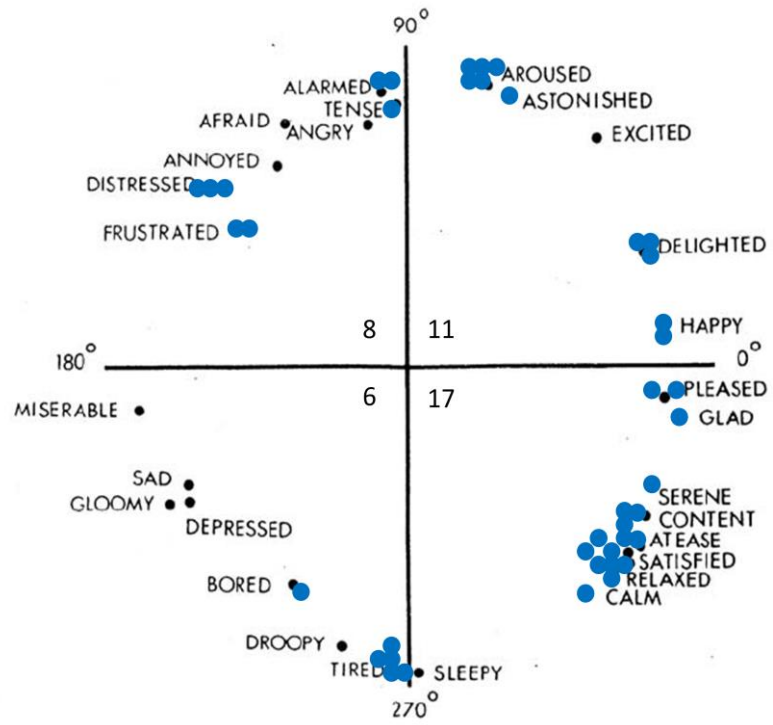 90°
ALARMED
AROUSED
TENSE
ASTONISHED
AFRAID
ANGRY
EXCITED
ANNOYED
DISTRESSED
FRUSTRATED
DELIGHTED
8 11
HAPPY
180°
0°
6 17
PLEASED
MISERABLE
GLAD
SAD
SERENE
GLOOMY
CONTENT
DEPRESSED
AT EASE
SATISFIED
BORED
RELAXED
CALM
DROOPY
TIRED
SLEEPY
270°